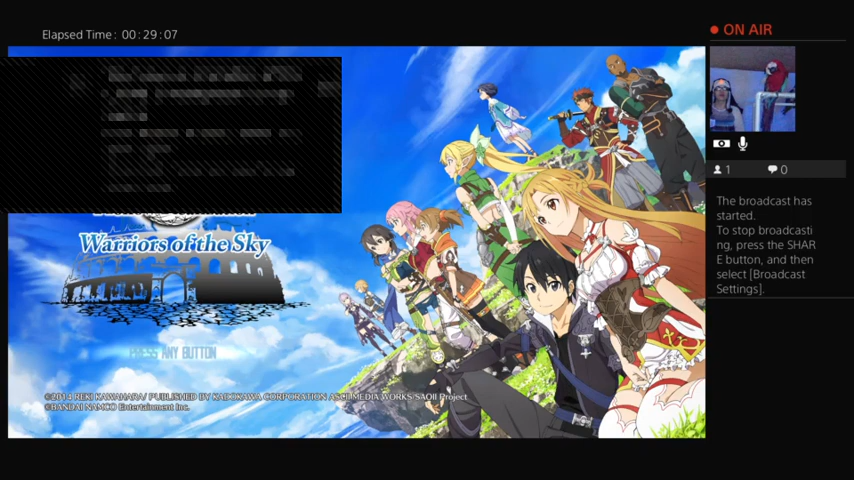 Elapsed Time: 00:29:07
ON AIR
Warriors of the Sky
PRESS ANY BUTTON
©2014 REKI KAWAHARA/ PUBLISHED BY KADOKAWA CORPORATION ASCII MEDIA WORKS/SAOII Project
©BANDAI NAMCO Entertainment Inc.
1
0
The broadcast has
started.
To stop broadcasti
ng, press the SHAR
E button, and then
select [Broadcast
Settings].